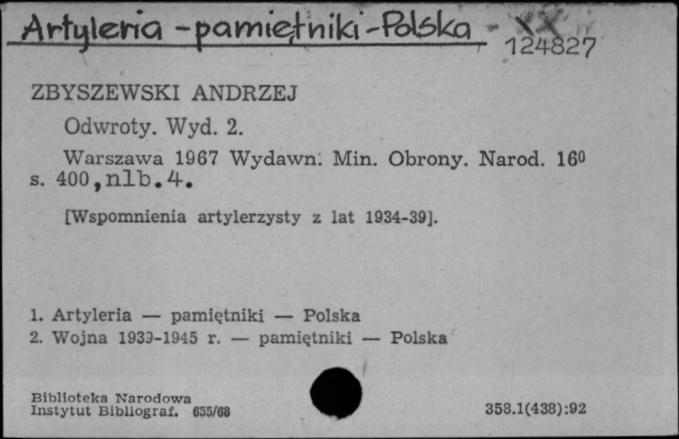 Artyleria - pamiętniki - Polska - XX w
124827
ZBYSZEWSKI ANDRZEJ
Odwroty. Wyd. 2.
Warszawa 1967 Wydawn. Min. Obrony. Narod. 16⁰
s. 400, nlb. 4.
[Wspomnienia artylerzysty z lat 1934-39].
1. Artyleria — pamiętniki — Polska
2. Wojna 1939-1945 r. — pamiętniki — Polska
Biblioteka Narodowa
Instytut Bibliograf. 655/68
358.1(438):92